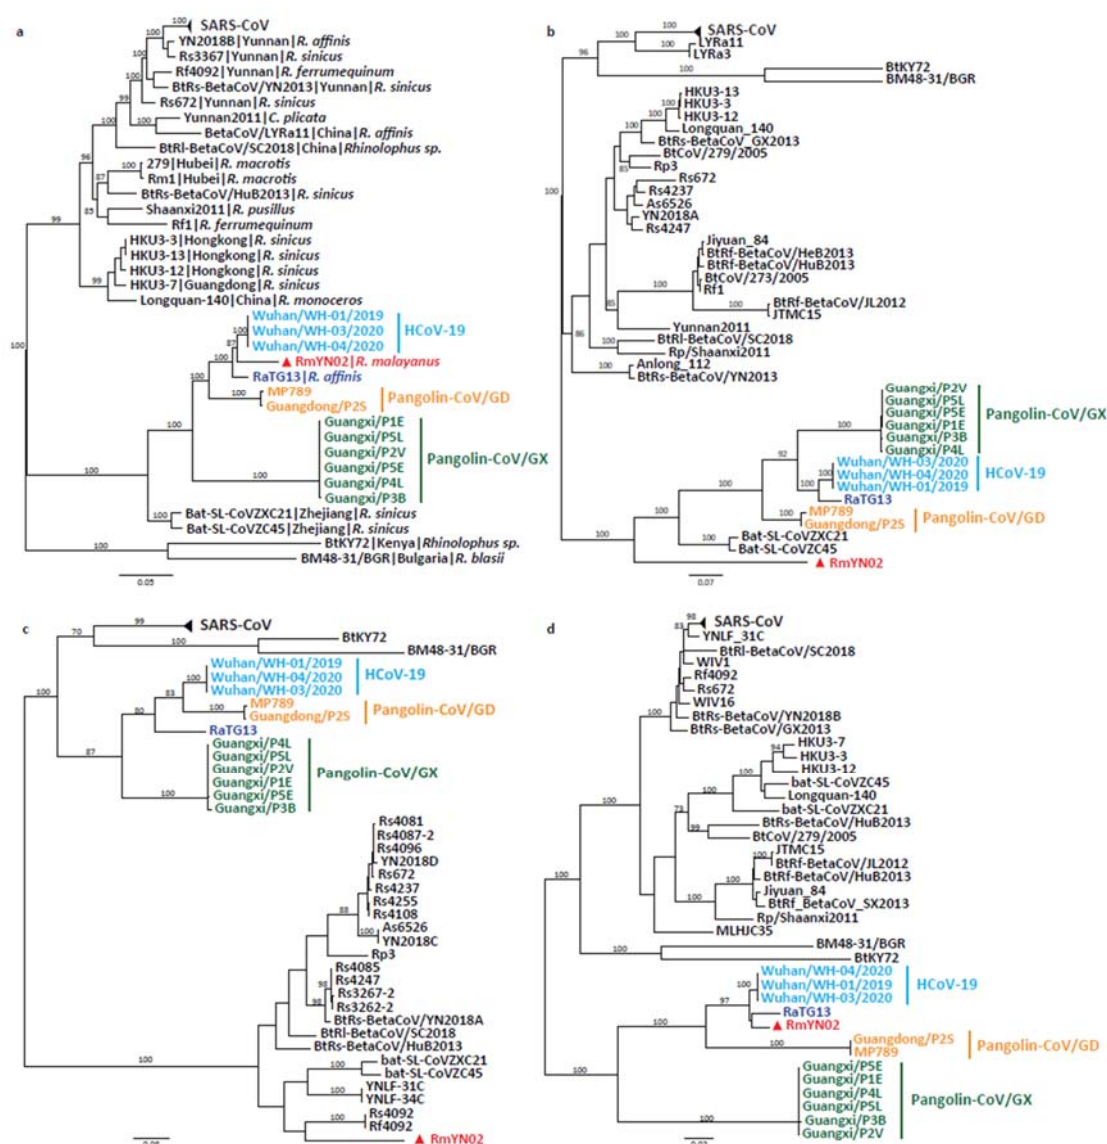 a
SARS-CoV
YN2018B|Yunnan|R. affinis
Rs3367|Yunnan|R. sinicus
Rf4092|Yunnan|R. ferrumequinum
BtRs-BetaCoV/YN2013|Yunnan|R. sinicus
Rs672|Yunnan|R. sinicus
Yunnan2011|C. plicata
BetaCoV/LYRa11|China|R. affinis
BtRl-BetaCoV/SC2018|China|Rhinolophus sp.
279|Hubei|R. macrotis
Rm1|Hubei|R. macrotis
BtRs-BetaCoV/HuB2013|R. sinicus
Shaanxi2011|R. pusillus
Rf1|R. ferrumequinum
HKU3-3|Hongkong|R. sinicus
HKU3-13|Hongkong|R. sinicus
HKU3-12|Hongkong|R. sinicus
HKU3-7|Guangdong|R. sinicus
Longquan-140|China|R. monoceros
Wuhan/WH-01/2019
Wuhan/WH-03/2020
Wuhan/WH-04/2020
HCoV-19
RmYN02|R. malayanus
RaTG13|R. affinis
MP789
Guangdong/P2S
Pangolin-CoV/GD
Guangxi/P1E
Guangxi/P5L
Guangxi/P2V
Guangxi/P5E
Guangxi/P4L
Guangxi/P3B
Pangolin-CoV/GX
Bat-SL-CoVZXC21|Zhejiang|R. sinicus
Bat-SL-CoVZC45|Zhejiang|R. sinicus
BtKY72|Kenya|Rhinolophus sp.
BM48-31/BGR|Bulgaria|R. blasii
0.05
b
SARS-CoV
LYRa11
LYRa3
BtKY72
BM48-31/BGR
HKU3-13
HKU3-3
HKU3-12
Longquan_140
BtRs-BetaCoV_GX2013
BtCoV/279/2005
Rp3
Rs672
Rs4237
As6526
YN2018A
Rs4247
Jiyuan_84
BtRf-BetaCoV/HeB2013
BtRf-BetaCoV/HuB2013
BtCoV/273/2005
Rf1
BtRf-BetaCoV/JL2012
JTMC15
Yunnan2011
BtRl-BetaCoV/SC2018
Rp/Shaanxi2011
Anlong_112
BtRs-BetaCoV/YN2013
Guangxi/P2V
Guangxi/P5L
Guangxi/P5E
Guangxi/P1E
Guangxi/P3B
Guangxi/P4L
Pangolin-CoV/GX
Wuhan/WH-03/2020
Wuhan/WH-04/2020
Wuhan/WH-01/2019
HCoV-19
RaTG13
MP789
Guangdong/P2S
Pangolin-CoV/GD
Bat-SL-CoVZXC21
Bat-SL-CoVZC45
RmYN02
0.07
c
SARS-CoV
BtKY72
BM48-31/BGR
Wuhan/WH-01/2019
Wuhan/WH-04/2020
Wuhan/WH-03/2020
HCoV-19
MP789
Guangdong/P2S
Pangolin-CoV/GD
RaTG13
Guangxi/P4L
Guangxi/P5L
Guangxi/P2V
Guangxi/P1E
Guangxi/P5E
Guangxi/P3B
Pangolin-CoV/GX
Rs4081
Rs4087-2
Rs4096
YN2018D
Rs672
Rs4237
Rs4255
Rs4108
As6526
YN2018C
Rp3
Rs4085
Rs4247
Rs3267-2
Rs3262-2
BtRs-BetaCoV/YN2018A
BtRl-BetaCoV/SC2018
BtRs-BetaCoV/HuB2013
bat-SL-CoVZXC21
bat-SL-CoVZC45
YNLF-31C
YNLF-34C
Rs4092
Rf4092
RmYN02
d
SARS-CoV
YNLF_31C
BtRl-BetaCoV/SC2018
WIV1
Rf4092
Rs672
WIV16
BtRs-BetaCoV/YN2018B
BtRs-BetaCoV/GX2013
HKU3-7
HKU3-3
HKU3-12
bat-SL-CoVZC45
Longquan-140
bat-SL-CoVZXC21
BtRs-BetaCoV/HuB2013
BtCoV/279/2005
JTMC15
BtRf-BetaCoV/JL2012
BtRf-BetaCoV/HuB2013
Jiyuan_84
BtRf_BetaCoV_SX2013
Rp/Shaanxi2011
MLHJC35
BM48-31/BGR
BtKY72
Wuhan/WH-04/2020
Wuhan/WH-01/2019
Wuhan/WH-03/2020
HCoV-19
RaTG13
RmYN02
Guangdong/P2S
MP789
Pangolin-CoV/GD
Guangxi/P5E
Guangxi/P1E
Guangxi/P4L
Guangxi/P5L
Guangxi/P3B
Guangxi/P2V
Pangolin-CoV/GX